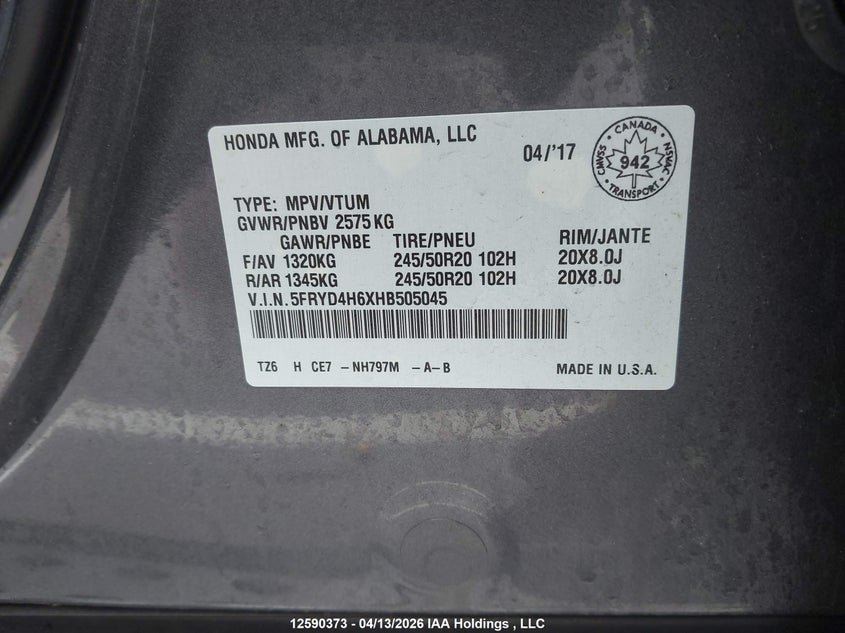 HONDA MFG. OF ALABAMA, LLC
04/'17
CANADA
CMVSS 942 NSVAC
TRANSPORT
TYPE: MPV/VTUM
GVWR/PNBV 2575KG
GAWR/PNBE TIRE/PNEU RIM/JANTE
F/AV 1320KG 245/50R20 102H 20X8.0J
R/AR 1345KG 245/50R20 102H 20X8.0J
V.I.N.5FRYD4H6XHB505045
TZ6 H CE7 -NH797M -A-B MADE IN U.S.A.
12590373 - 04/13/2026 IAA Holdings , LLC